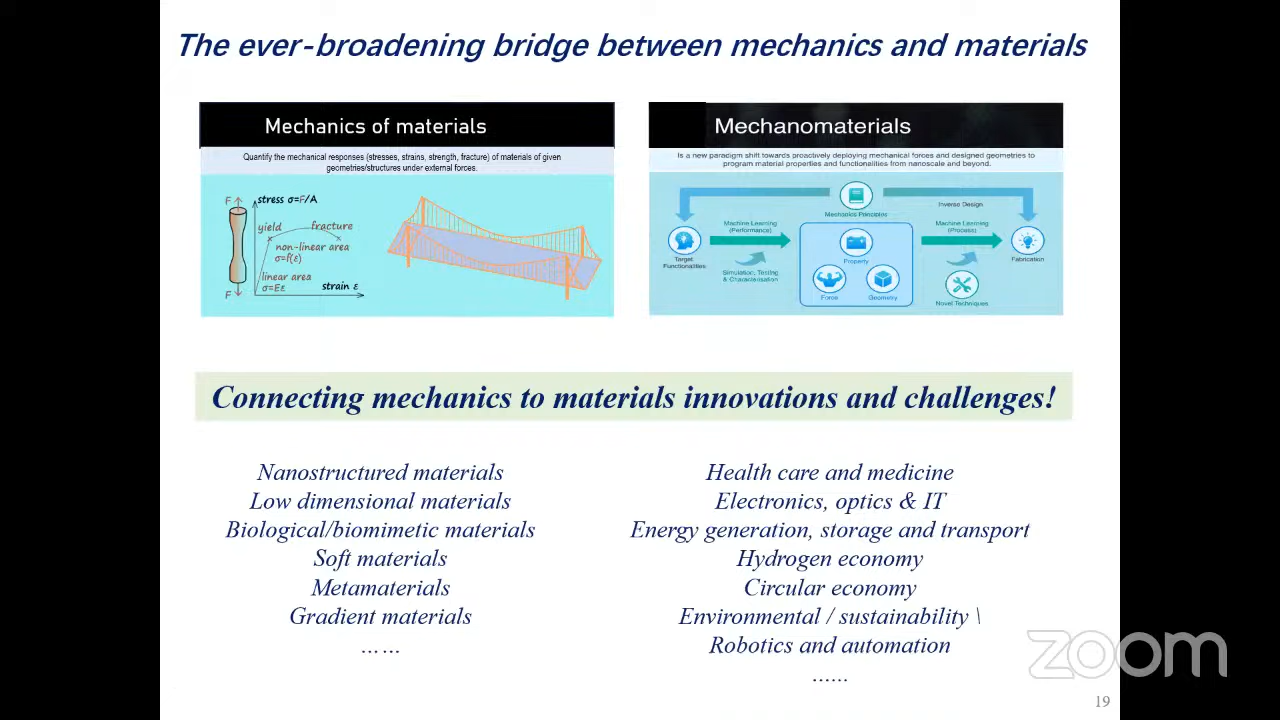 The ever-broadening bridge between mechanics and materials
Mechanics of materials
Quantify the mechanical responses (stresses, strains, strength, fracture) of materials of given
geometries/structures under external forces.
F
stress σ=F/A
yield
fracture
non-linear area
σ=f(ε)
linear area
σ=Eε
strain ε
F
Mechanomaterials
Is a new paradigm shift towards proactively deploying mechanical forces and designed geometries to
program material properties and functionalities from nanoscale and beyond.
Mechanics Principles
Inverse Design
Machine Learning
(Performance)
Machine Learning
(Process)
Target
Functionalities
Property
Fabrication
Simulation, Testing
& Characterisation
Force
Geometry
Novel Techniques
Connecting mechanics to materials innovations and challenges!
Nanostructured materials
Low dimensional materials
Biological/biomimetic materials
Soft materials
Metamaterials
Gradient materials
……
Health care and medicine
Electronics, optics & IT
Energy generation, storage and transport
Hydrogen economy
Circular economy
Environmental / sustainability \
Robotics and automation
......
zoom
19